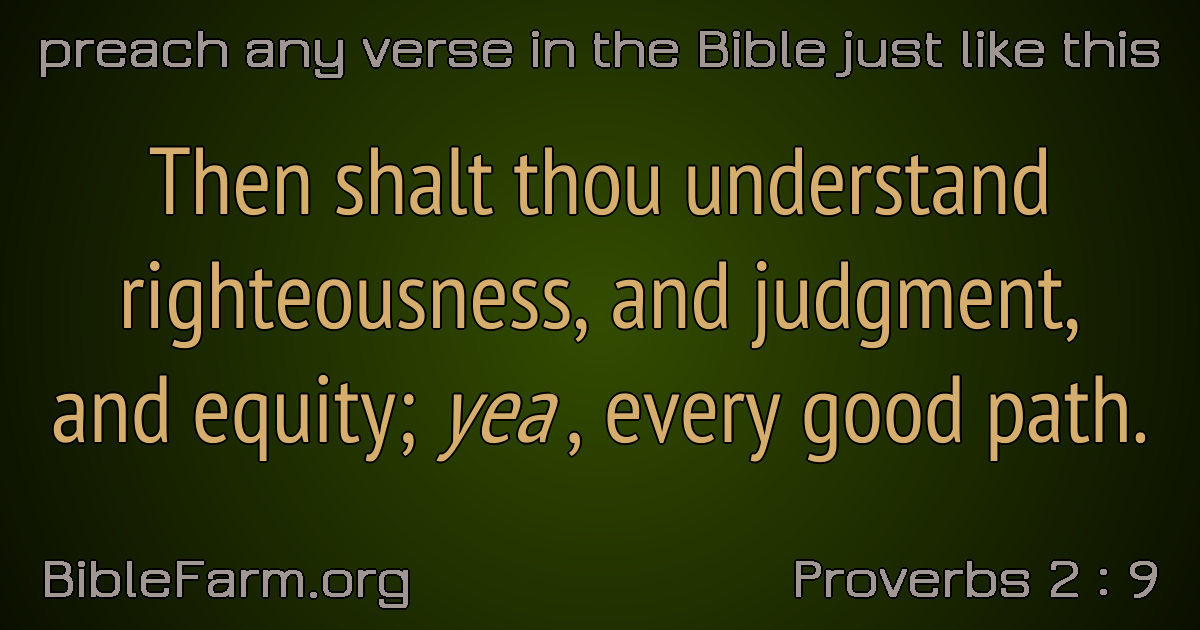 preach any verse in the Bible just like this
Then shalt thou understand
righteousness, and judgment,
and equity; yea , every good path.
BibleFarm.org
Proverbs 2 : 9